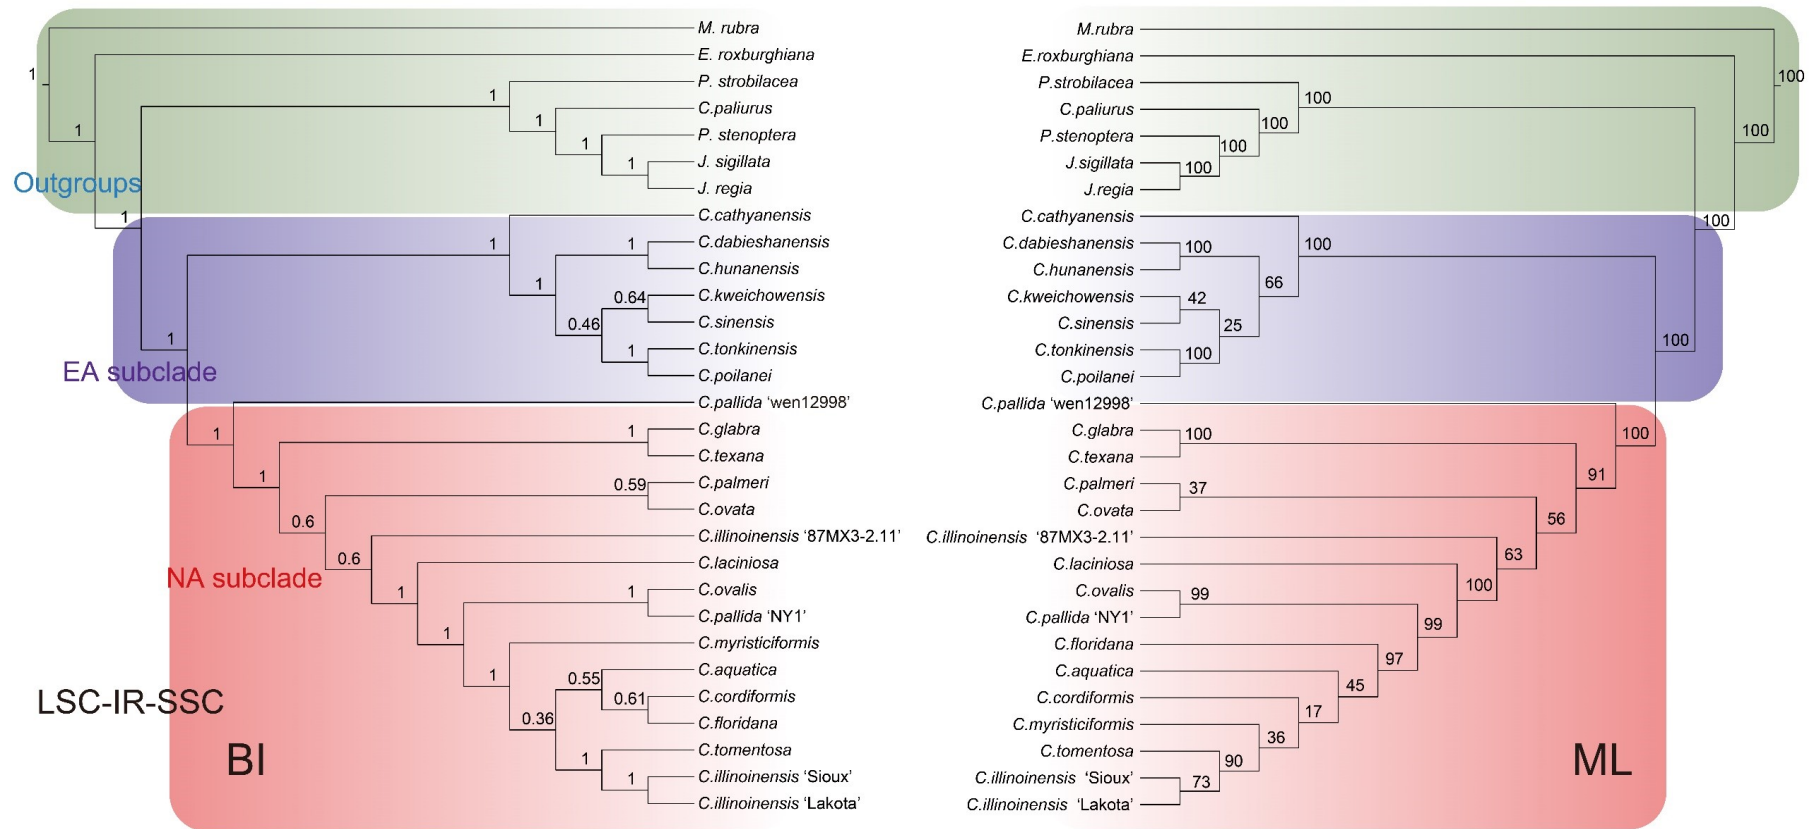 M. rubra
E. roxburghiana
P. strobilacea
C.paliurus
P. stenoptera
J. sigillata
J. regia
C.cathyanensis
C.dabieshanensis
C.hunanensis
C.kweichowensis
C.sinensis
C.tonkinensis
C.poilanei
C.pallida ‘wen12998’
C.glabra
C.texana
C.palmeri
C.ovata
C.illinoinensis ‘87MX3-2.11’
C.laciniosa
C.ovalis
C.pallida ‘NY1’
C.myristiciformis
C.aquatica
C.cordiformis
C.floridana
C.tomentosa
C.illinoinensis ‘Sioux’
C.illinoinensis ‘Lakota’
1
1
1
1
1
1
1
1
1
1
1
0.64
0.46
1
1
1
1
0.59
0.6
0.6
1
1
1
1
0.55
0.61
0.36
1
1
Outgroups
EA subclade
NA subclade
LSC-IR-SSC
BI
M.rubra
E.roxburghiana
P.strobilacea
C.paliurus
P.stenoptera
J.sigillata
J.regia
C.cathyanensis
C.dabieshanensis
C.hunanensis
C.kweichowensis
C.sinensis
C.tonkinensis
C.poilanei
C.pallida ‘wen12998’
C.glabra
C.texana
C.palmeri
C.ovata
C.illinoinensis ‘87MX3-2.11’
C.laciniosa
C.ovalis
C.pallida ‘NY1’
C.floridana
C.aquatica
C.cordiformis
C.myristiciformis
C.tomentosa
C.illinoinensis ‘Sioux’
C.illinoinensis ‘Lakota’
100
100
100
100
100
100
100
100
100
66
42
25
100
100
100
100
91
37
56
63
100
99
99
97
45
17
36
90
73
ML